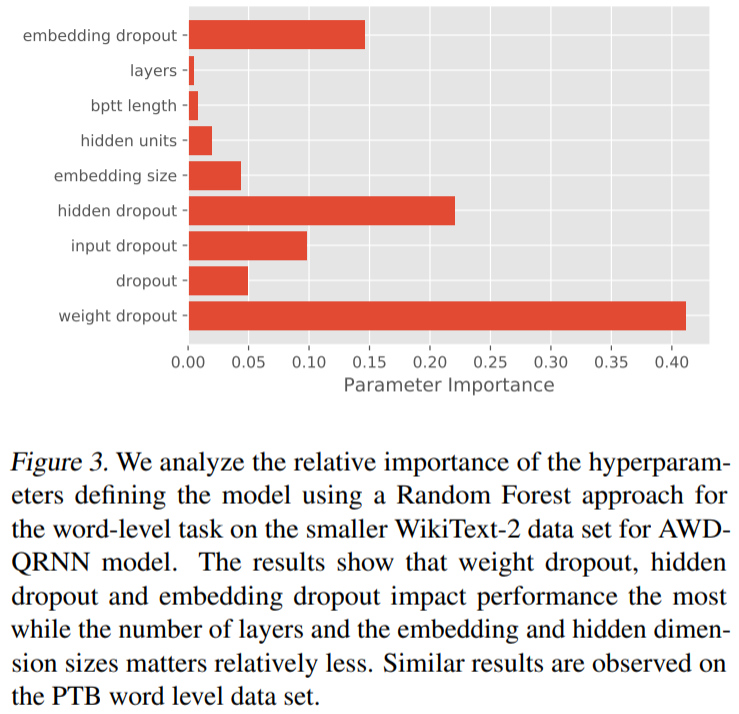 embedding dropout
layers
bptt length
hidden units
embedding size
hidden dropout
input dropout
dropout
weight dropout
0.00 0.05 0.10 0.15 0.20 0.25 0.30 0.35 0.40
Parameter Importance
Figure 3. We analyze the relative importance of the hyperparam-
eters defining the model using a Random Forest approach for
the word-level task on the smaller WikiText-2 data set for AWD-
QRNN model. The results show that weight dropout, hidden
dropout and embedding dropout impact performance the most
while the number of layers and the embedding and hidden dimen-
sion sizes matters relatively less. Similar results are observed on
the PTB word level data set.